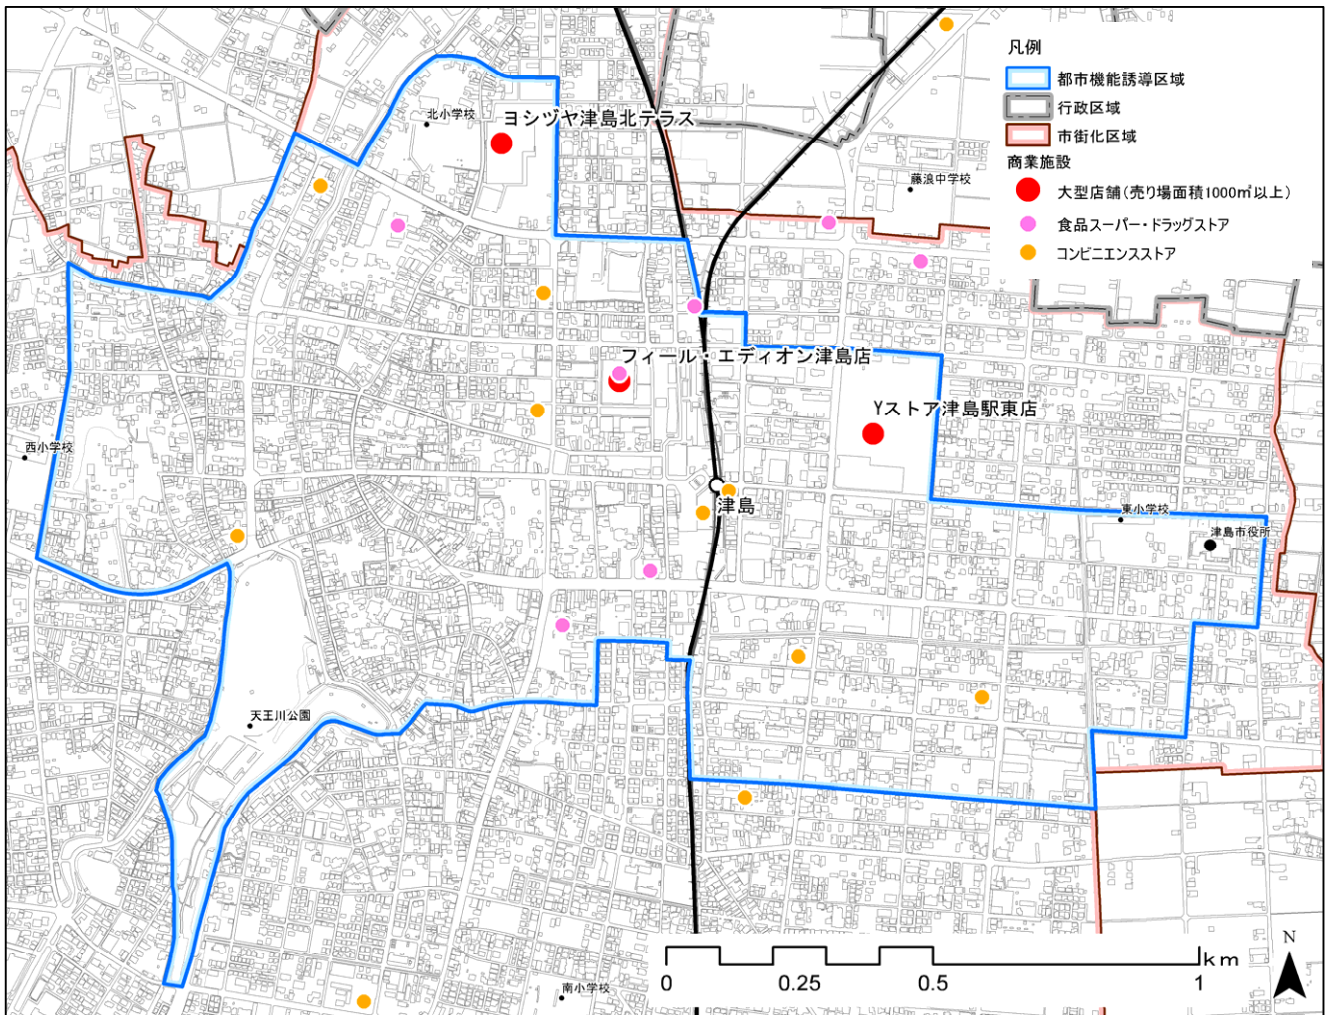 凡例
都市機能誘導区域
行政区域
市街化区域
商業施設
大型店舗(売り場面積1000㎡以上)
食品スーパー・ドラッグストア
コンビニエンスストア
北小学校
ヨシヅヤ津島北テラス
藤浪中学校
フィール・エディオン津島店
Yストア津島駅東店
西小学校
津島
東小学校
津島市役所
天王川公園
南小学校
0
0.25
0.5
1
km
N